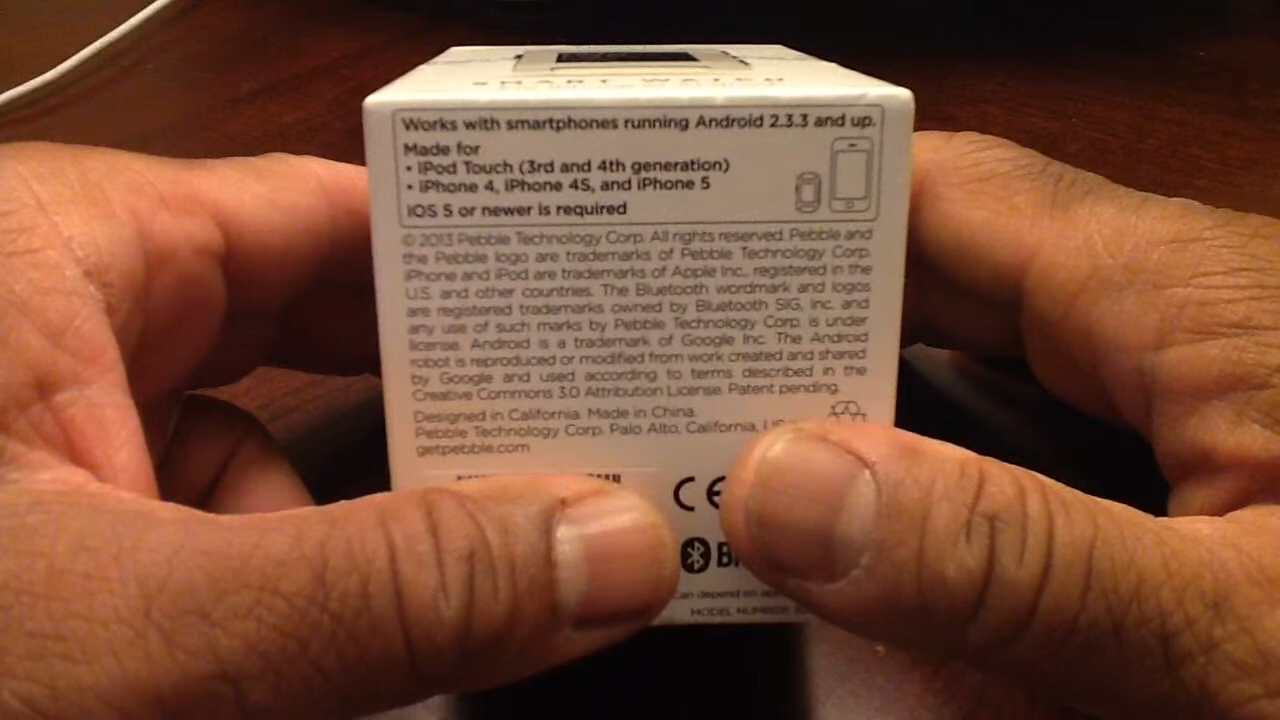 SMART WATCH
Works with smartphones running Android 2.3.3 and up.
Made for
• iPod Touch (3rd and 4th generation)
• iPhone 4, iPhone 4S, and iPhone 5
iOS 5 or newer is required
© 2013 Pebble Technology Corp. All rights reserved. Pebble and
the Pebble logo are trademarks of Pebble Technology Corp.
iPhone and iPod are trademarks of Apple Inc., registered in the
U.S. and other countries. The Bluetooth wordmark and logos
are registered trademarks owned by Bluetooth SIG, Inc. and
any use of such marks by Pebble Technology Corp. is under
license. Android is a trademark of Google Inc. The Android
robot is reproduced or modified from work created and shared
by Google and used according to terms described in the
Creative Commons 3.0 Attribution License. Patent pending.
Designed in California. Made in China.
Pebble Technology Corp. Palo Alto, California,
getpebble.com
CE
can depend on
MODEL NUMBER: